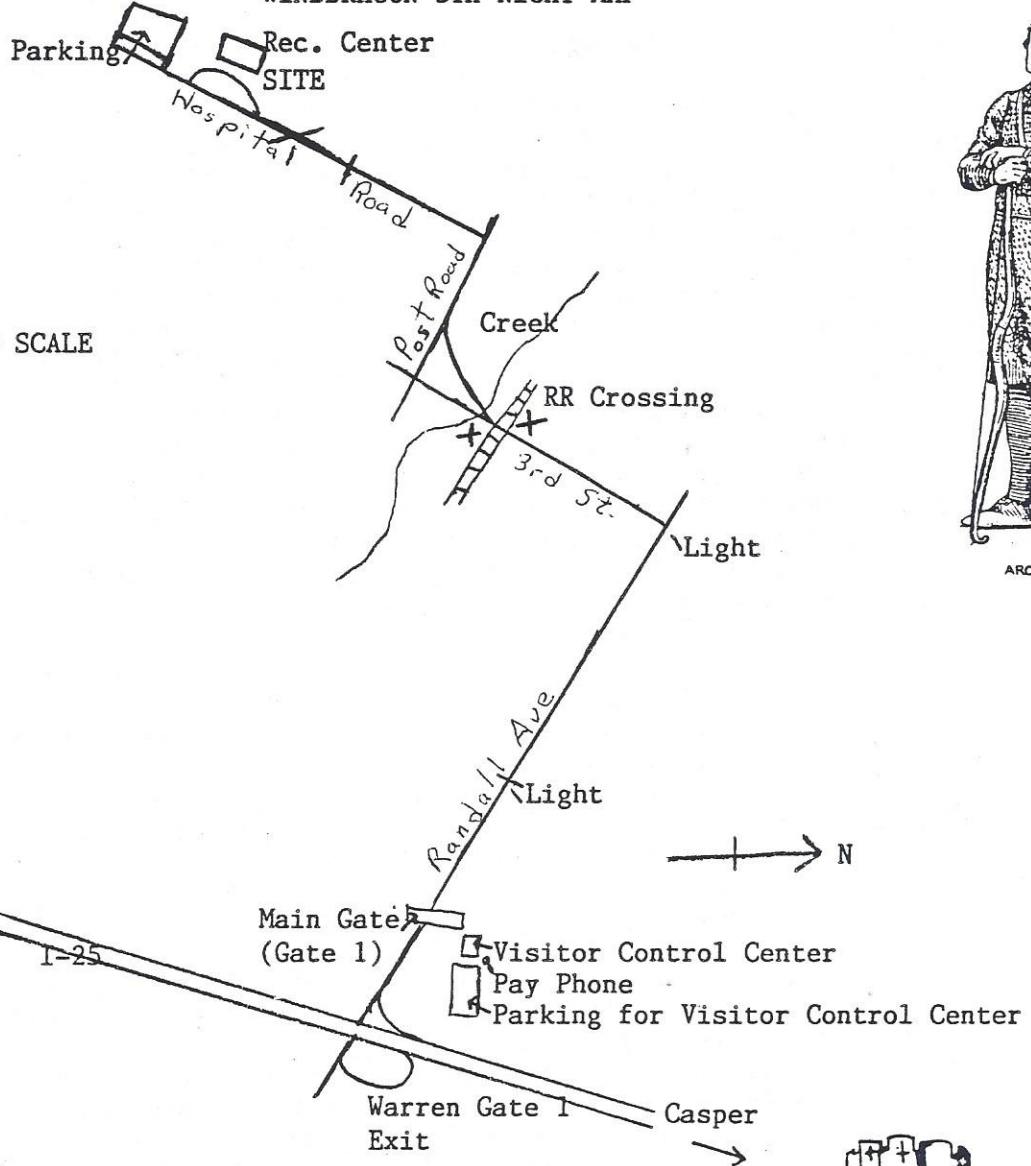 Parking
Rec. Center
SITE
Hospital Road
Post Road
SCALE
Creek
RR Crossing
3rd St.
Light
ARC
Randall Ave
Light
N
Main Gate
(Gate 1)
I-25
Visitor Control Center
Pay Phone
Parking for Visitor Control Center
Warren Gate 1
Exit
Casper